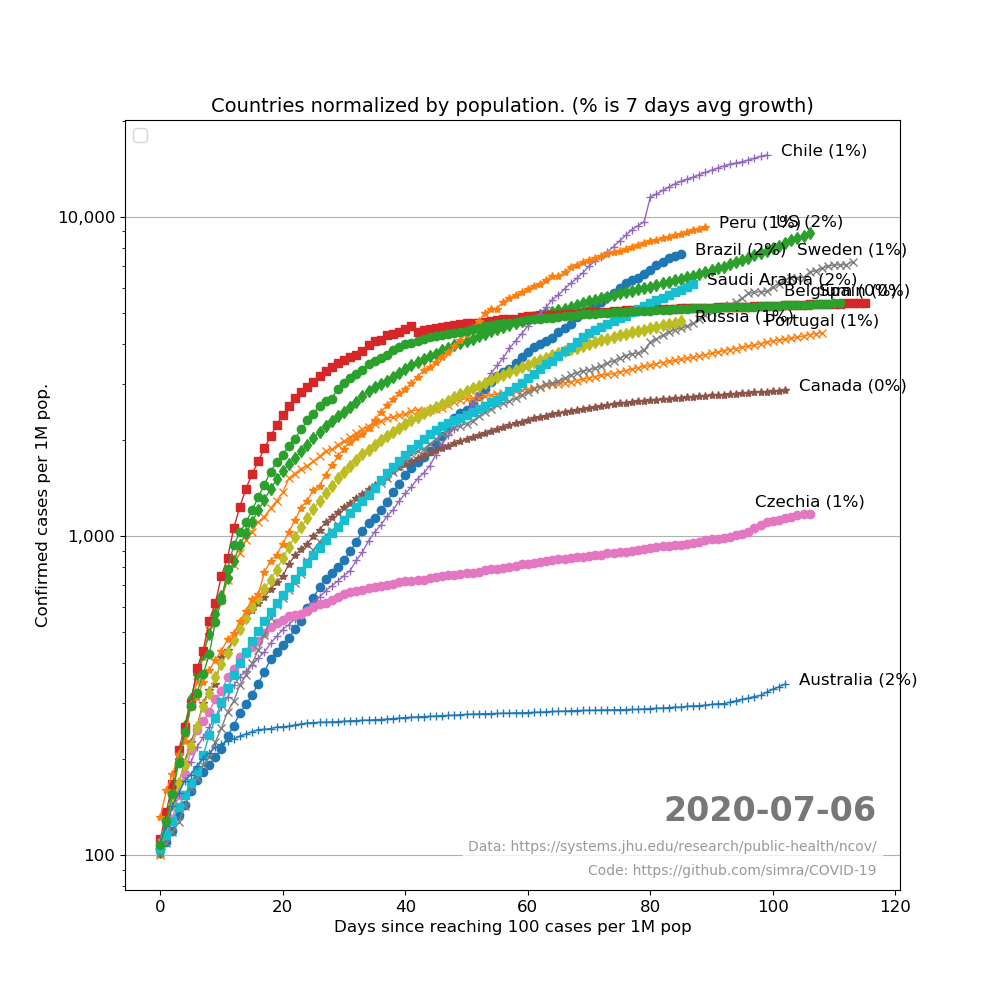 Countries normalized by population. (% is 7 days avg growth)
Chile (1%)
10,000
Peru (1%)
US (2%)
Brazil (2%)
Sweden (1%)
Saudi Arabia (2%)
Belgium (0%)
Spain (0%)
Russia (1%)
Portugal (1%)
Canada (0%)
Confirmed cases per 1M pop.
Czechia (1%)
1,000
Australia (2%)
2020-07-06
Data: https://systems.jhu.edu/research/public-health/ncov/
100
Code: https://github.com/simra/COVID-19
0 20 40 60 80 100 120
Days since reaching 100 cases per 1M pop